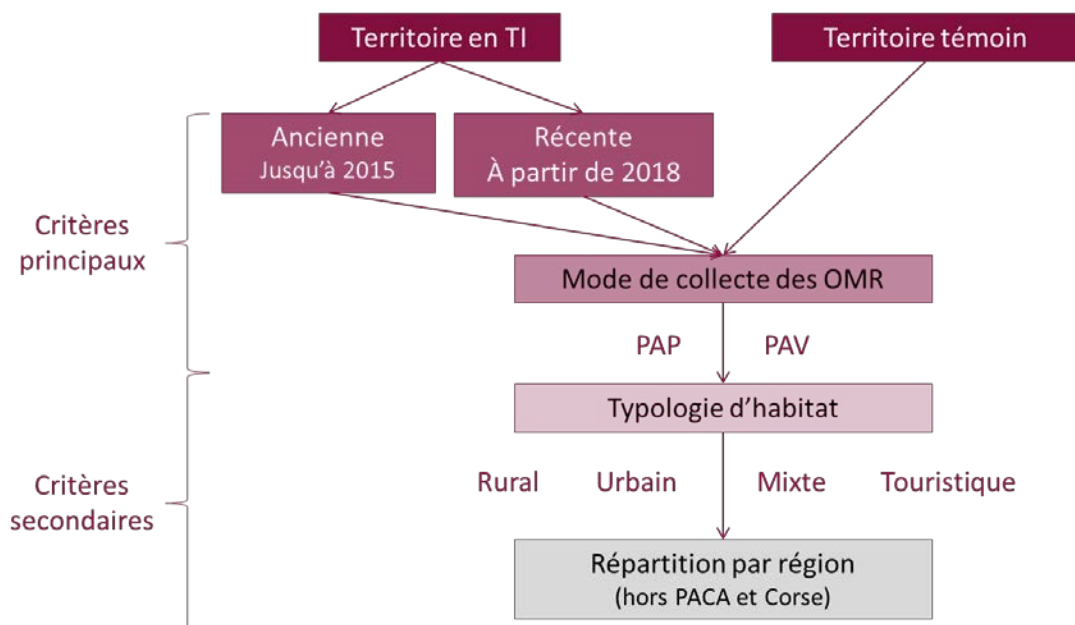 Territoire en TI
Territoire témoin
Ancienne
Jusqu'à 2015
Récente
À partir de 2018
Critères
principaux
Mode de collecte des OMR
PAP
PAV
Typologie d'habitat
Critères
secondaires
Rural
Urbain
Mixte
Touristique
Répartition par région
(hors PACA et Corse)